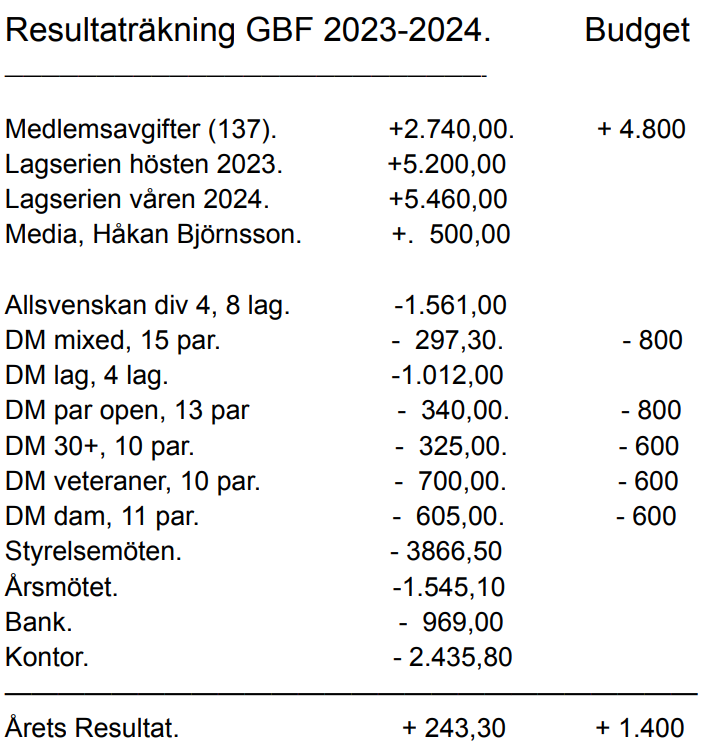 Resultaträkning GBF 2023-2024. Budget
Medlemsavgifter (137). +2.740,00. + 4.800
Lagserien hösten 2023. +5.200,00
Lagserien våren 2024. +5.460,00
Media, Håkan Björnsson. +. 500,00
Allsvenskan div 4, 8 lag. -1.561,00
DM mixed, 15 par. - 297,30. - 800
DM lag, 4 lag. -1.012,00
DM par open, 13 par - 340,00. - 800
DM 30+, 10 par. - 325,00. - 600
DM veteraner, 10 par. - 700,00. - 600
DM dam, 11 par. - 605,00. - 600
Styrelsemöten. - 3866,50
Årsmötet. -1.545,10
Bank. - 969,00
Kontor. - 2.435,80
Årets Resultat. + 243,30 + 1.400